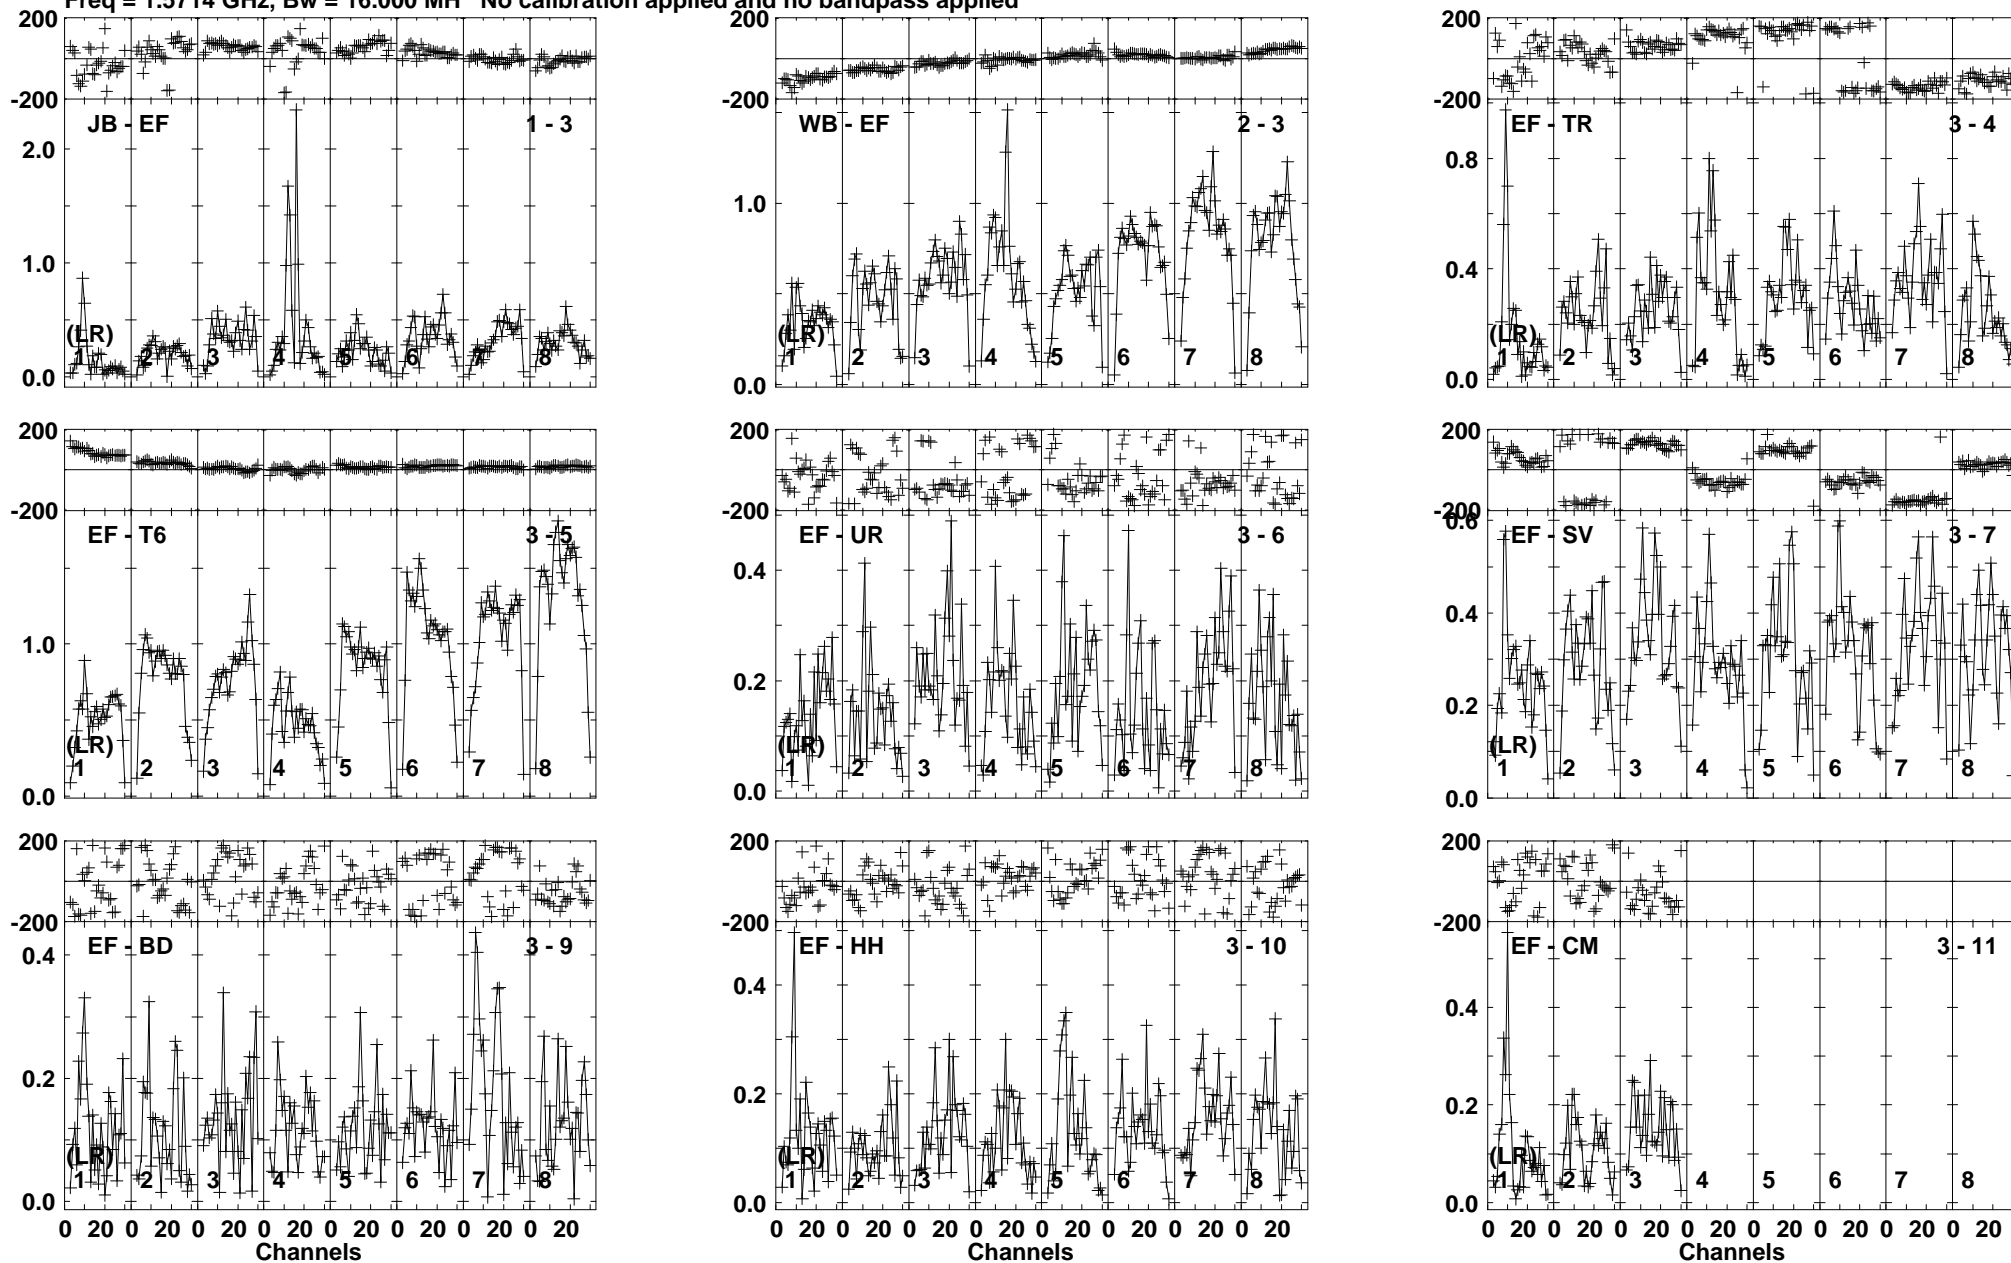 Freq = 1.5714 GHz, Bw = 16.000 MH No calibration applied and no bandpass applied
200
-200
JB - EF 1 - 3
2.0
1.0
0.0
(LR)
1 2 3 4 5 6 7 8
200
-200
WB - EF 2 - 3
1.0
0.0
(LR)
1 2 3 4 5 6 7 8
200
-200
EF - TR 3 - 4
0.8
0.4
0.0
(LR)
1 2 3 4 5 6 7 8
200
-200
EF - T6 3 - 5
1.0
0.0
(LR)
1 2 3 4 5 6 7 8
200
-200
EF - UR 3 - 6
0.4
0.2
0.0
(LR)
1 2 3 4 5 6 7 8
200
-200
0.6
EF - SV 3 - 7
0.4
0.2
0.0
(LR)
1 2 3 4 5 6 7 8
200
-200
EF - BD 3 - 9
0.4
0.2
0.0
(LR)
1 2 3 4 5 6 7 8
0 20 0 20 0 20 0 20 0 20 0 20 0 20 0 20
Channels
200
-200
EF - HH 3 - 10
0.4
0.2
0.0
(LR)
1 2 3 4 5 6 7 8
0 20 0 20 0 20 0 20 0 20 0 20 0 20 0 20
Channels
200
-200
EF - CM 3 - 11
0.4
0.2
0.0
(LR)
1 2 3 4 5 6 7 8
0 20 0 20 0 20 0 20 0 20 0 20 0 20 0 20
Channels